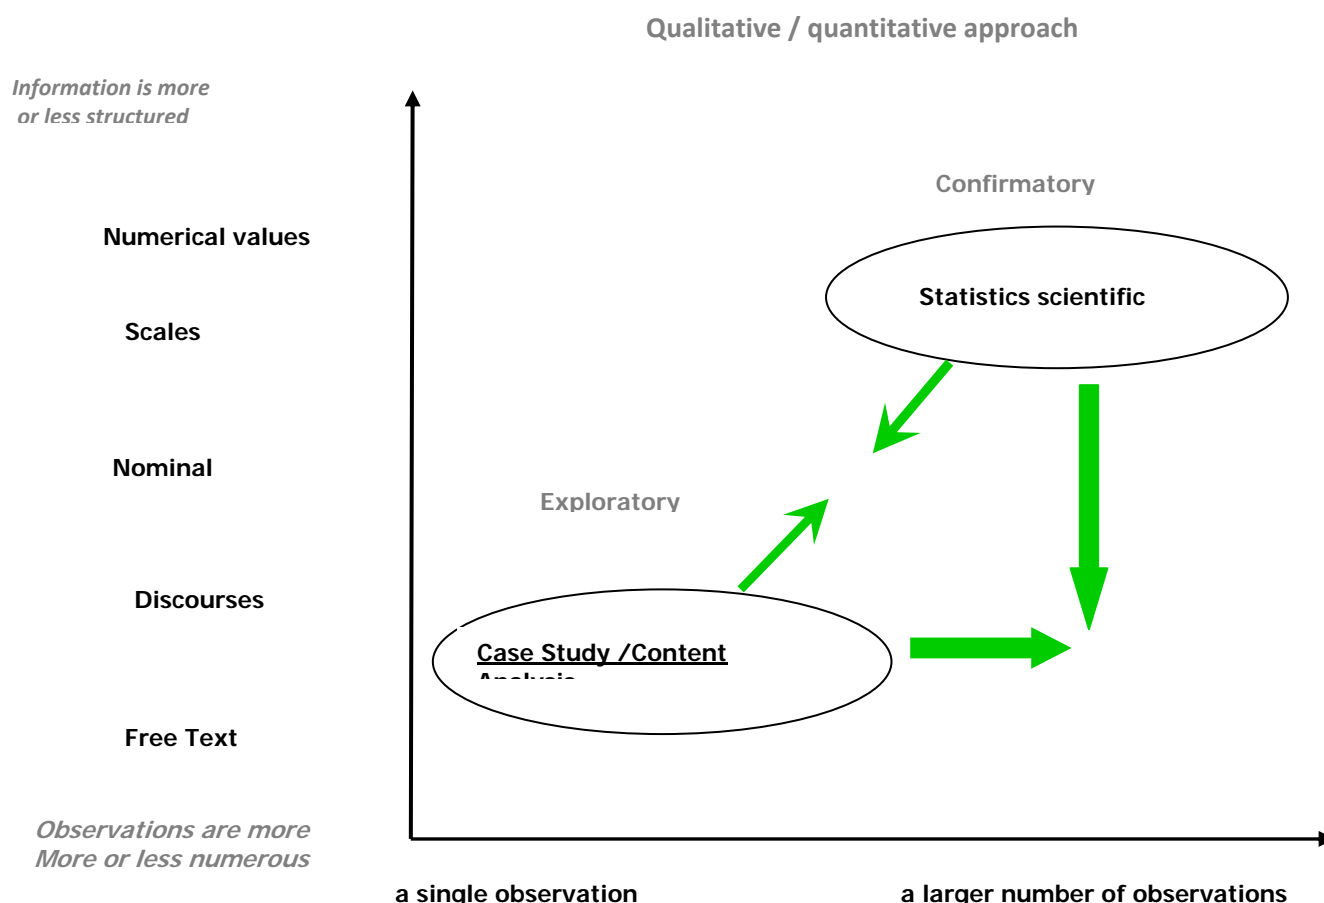 Qualitative / quantitative approach
Information is more
or less structured
Confirmatory
Numerical values
Statistics scientific
Scales
Nominal
Exploratory
Discourses
Case Study /Content
Analysis
Free Text
Observations are more
More or less numerous
a single observation
a larger number of observations